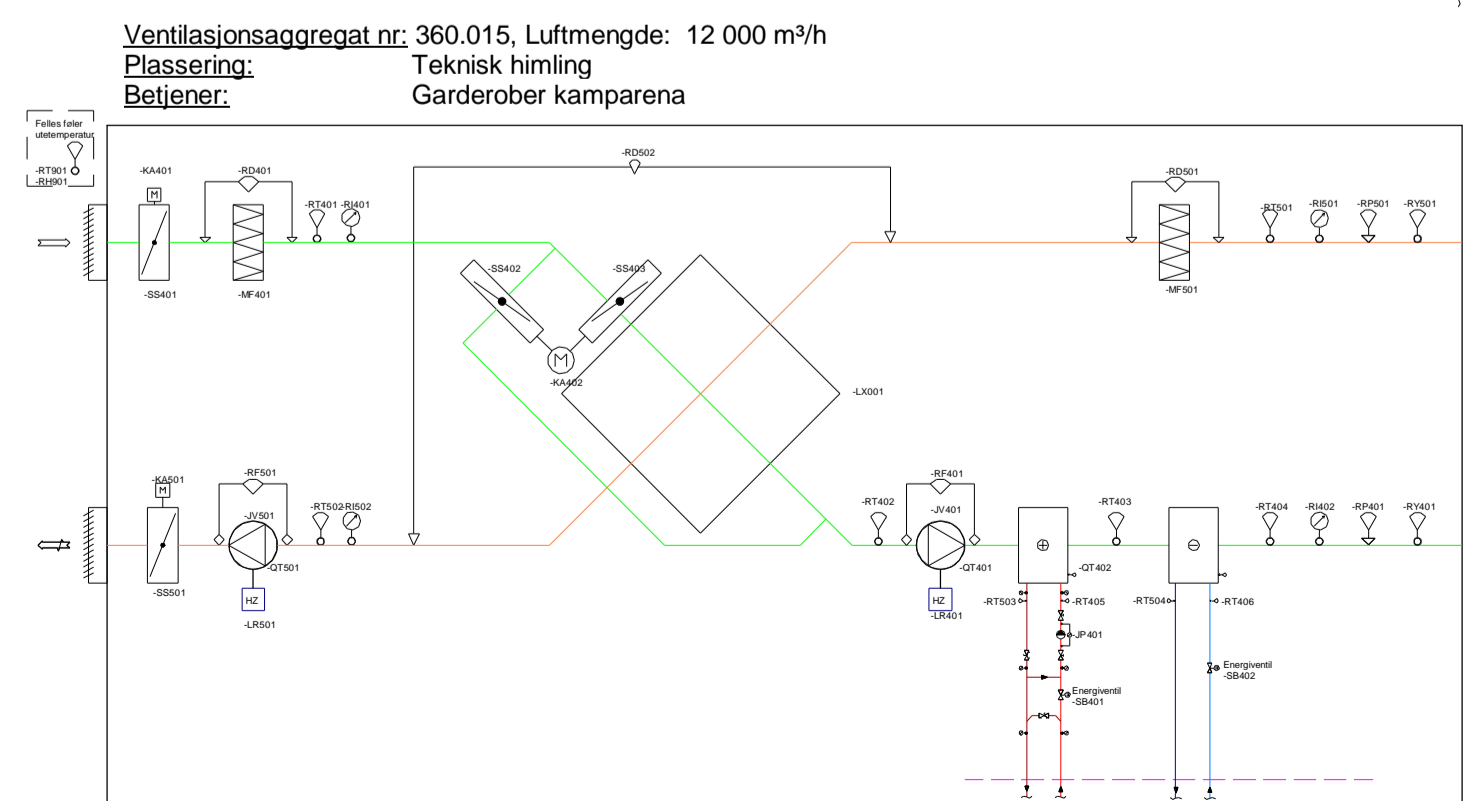 Ventilasjonsaggregat nr: 360.015, Luftmengde: 12 000 m³/h
Plassering: Teknisk himling
Betjener: Garderober kamparena
Felles føler
utetemperatur
-RT901
-RH901
-KA401
M
-SS401
-RD401
-MF401
-RT401
-RI401
-RD502
-SS402
-SS403
M
-KA402
-LX001
-RD501
-MF501
-RT501
-RI501
-RP501
-RY501
-KA501
M
-SS501
-RF501
-JV501
-QT501
HZ
-LR501
-RT502
-RI502
-RT402
-RF401
-JV401
-QT401
HZ
-LR401
-RT403
-QT402
-RT503
-RT405
-JP401
Energiventil
-SB401
-RT404
-RI402
-RP401
-RY401
-RT504
-RT406
Energiventil
-SB402